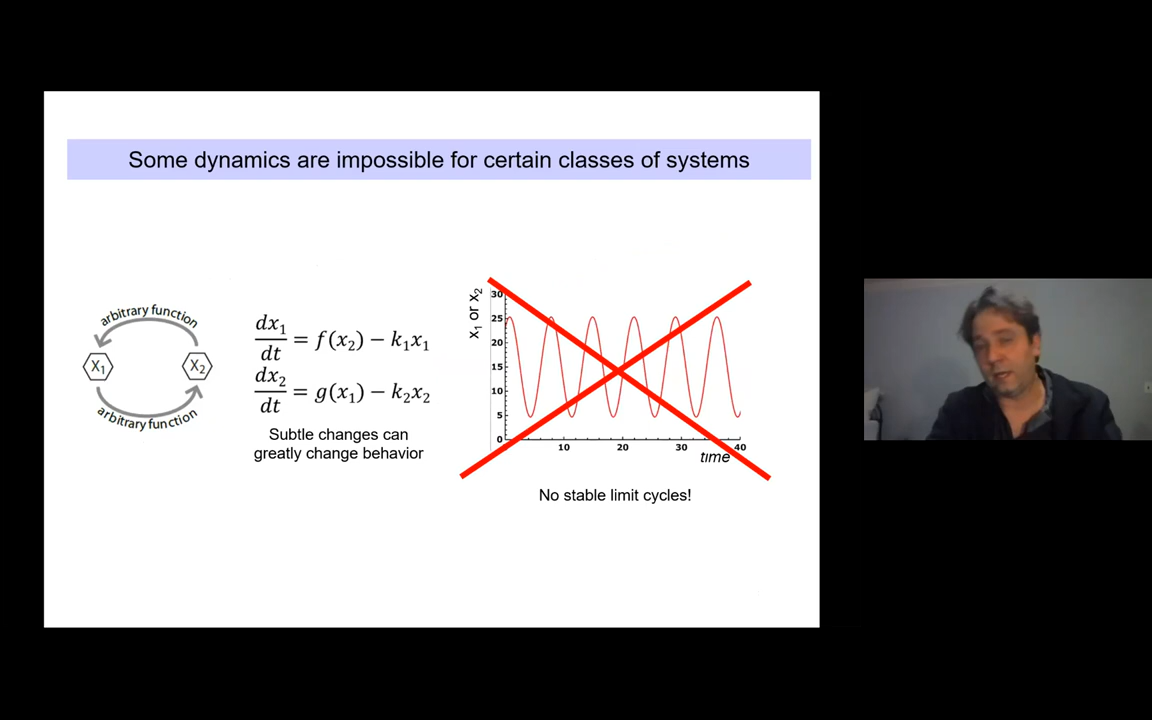 Some dynamics are impossible for certain classes of systems
arbitrary function
X₁
X₂
arbitrary function
dx₁/dt = f(x₂) − k₁x₁
dx₂/dt = g(x₁) − k₂x₂
Subtle changes can
greatly change behavior
x₁ or x₂
30
25
20
15
10
5
0
10
20
30
40
time
No stable limit cycles!